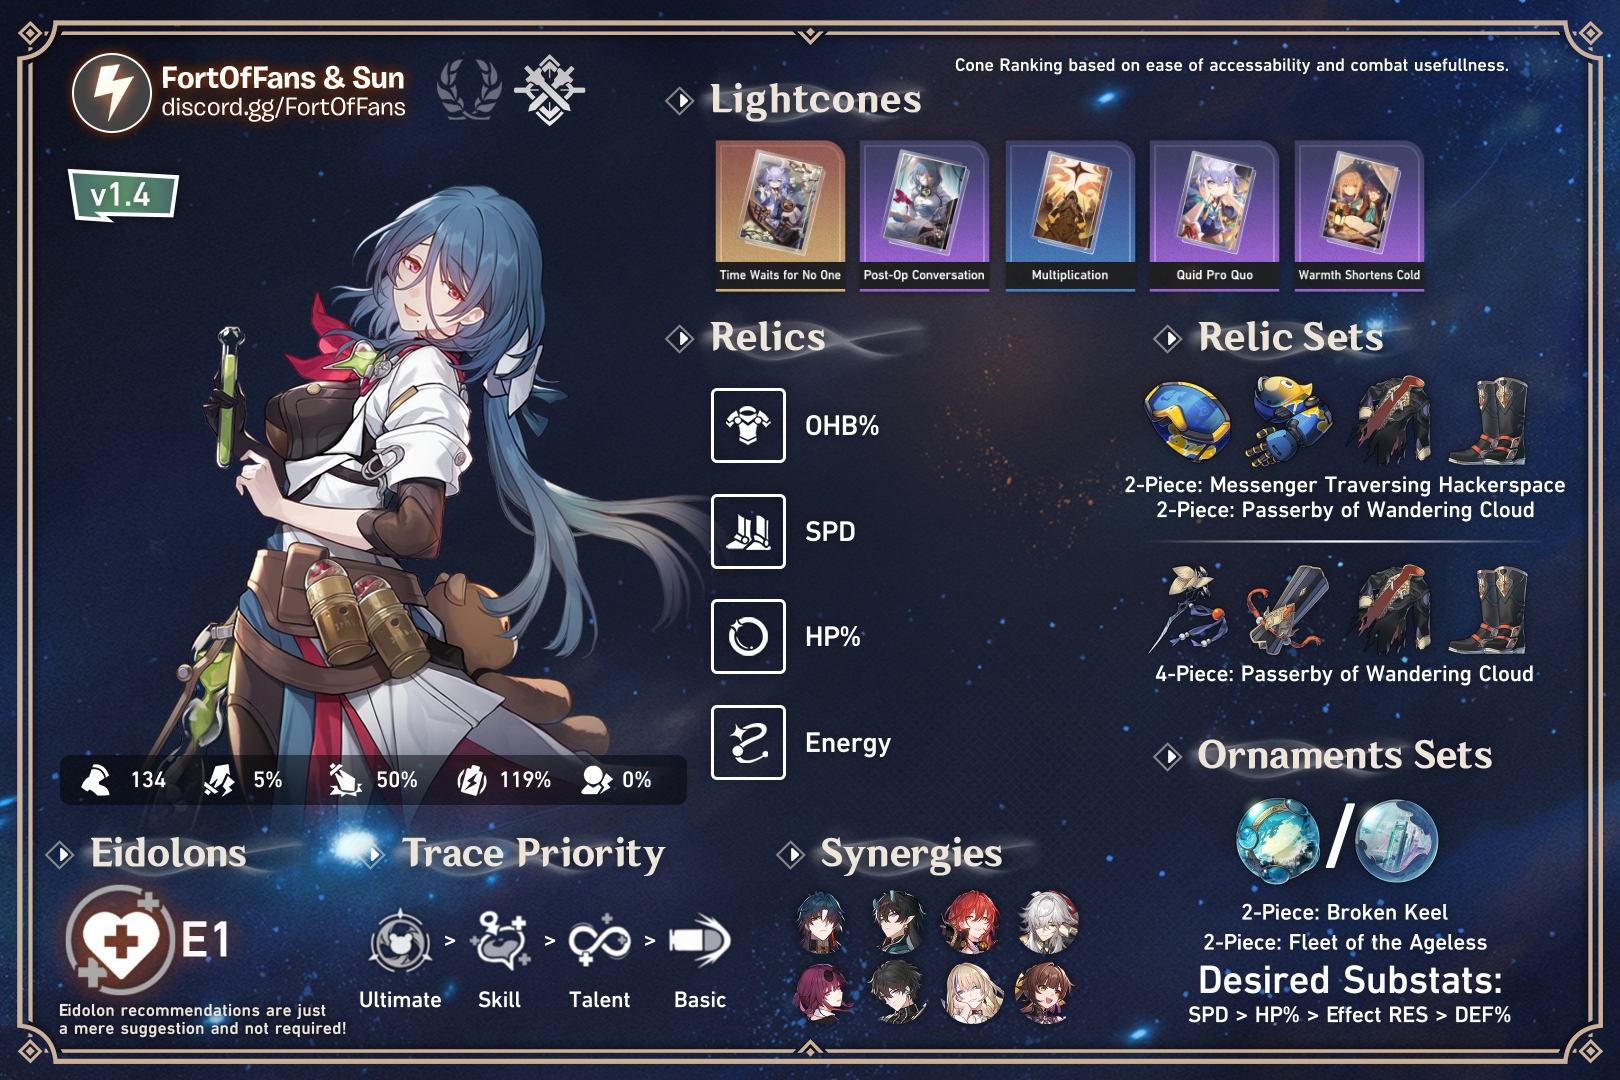 FortOfFans & Sun
discord.gg/FortOfFans
v1.4
Cone Ranking based on ease of accessability and combat usefullness.
Lightcones
Time Waits for No One
Post-Op Conversation
Multiplication
Quid Pro Quo
Warmth Shortens Cold
Relics
OHB%
SPD
HP%
Energy
Relic Sets
2-Piece: Messenger Traversing Hackerspace
2-Piece: Passerby of Wandering Cloud
4-Piece: Passerby of Wandering Cloud
Ornaments Sets
2-Piece: Broken Keel
2-Piece: Fleet of the Ageless
Desired Substats:
SPD > HP% > Effect RES > DEF%
134 5% 50% 119% 0%
Eidolons
E1
Eidolon recommendations are just
a mere suggestion and not required!
Trace Priority
> > >
Ultimate Skill Talent Basic
Synergies